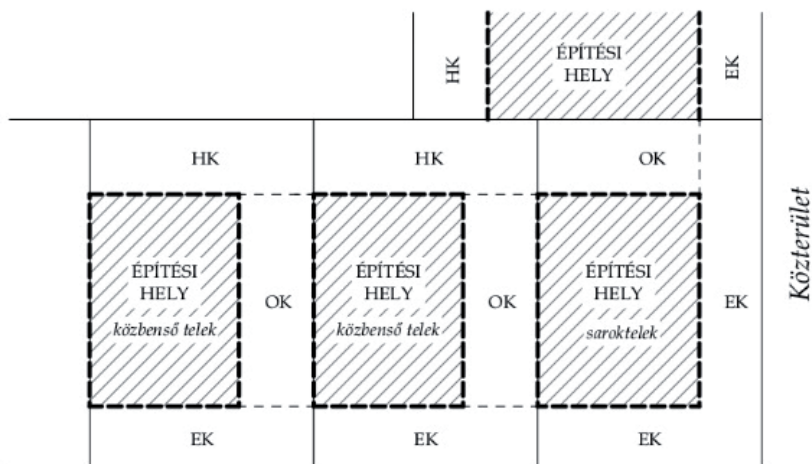 HK
ÉPÍTÉSI
HELY
EK
HK
HK
OK
ÉPÍTÉSI
HELY
közbenső telek
OK
ÉPÍTÉSI
HELY
közbenső telek
OK
ÉPÍTÉSI
HELY
saroktelek
EK
Közterület
EK
EK
EK